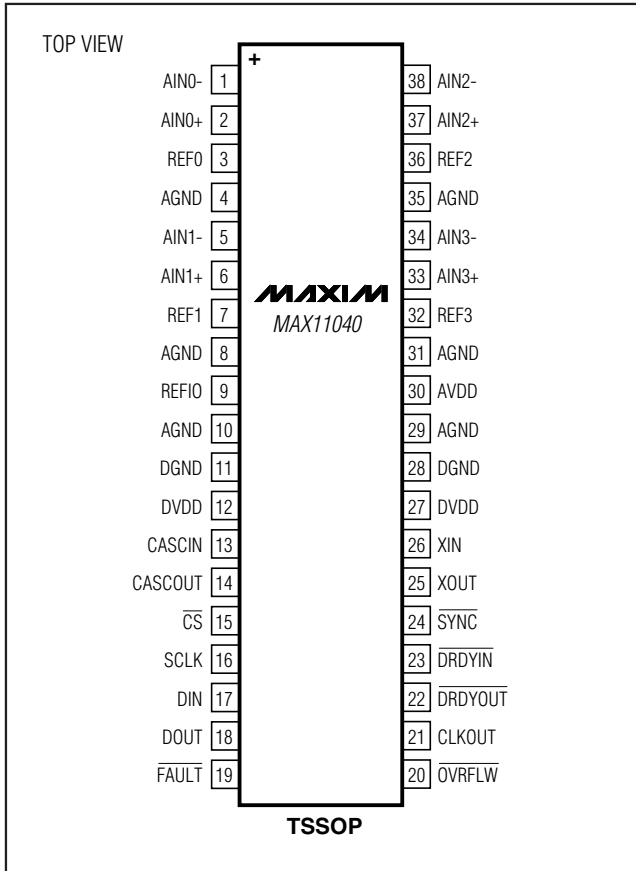 TOP VIEW
+
AIN0- 1 38 AIN2-
AIN0+ 2 37 AIN2+
REF0 3 36 REF2
AGND 4 35 AGND
AIN1- 5 34 AIN3-
AIN1+ 6 33 AIN3+
MAXIM
REF1 7 32 REF3
MAX11040
AGND 8 31 AGND
REFIO 9 30 AVDD
AGND 10 29 AGND
DGND 11 28 DGND
DVDD 12 27 DVDD
CASCIN 13 26 XIN
CASCOUT 14 25 XOUT
CS 15 24 SYNC
SCLK 16 23 DRDYIN
DIN 17 22 DRDYOUT
DOUT 18 21 CLKOUT
FAULT 19 20 OVRFLW
TSSOP